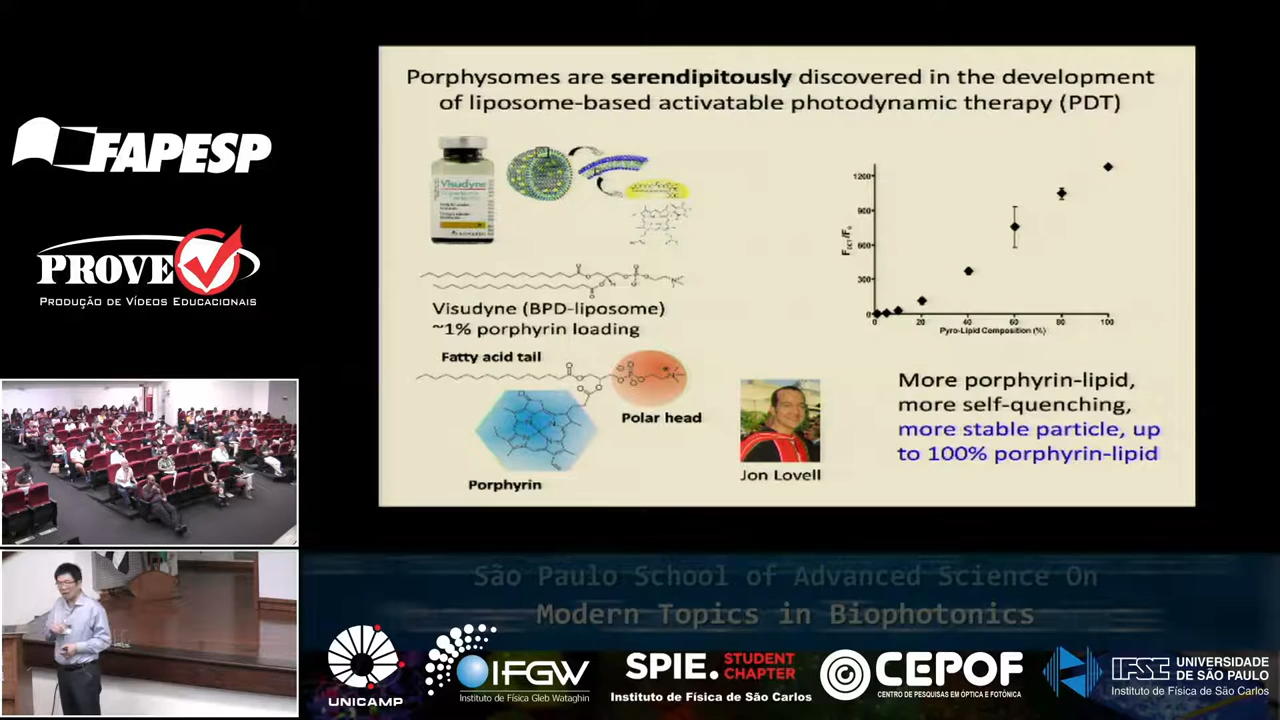 FAPESP
PROVE
PRODUÇÃO DE VÍDEOS EDUCACIONAIS
Porphysomes are serendipitously discovered in the development
of liposome-based activatable photodynamic therapy (PDT)
Visudyne
Visudyne (BPD-liposome)
~1% porphyrin loading
Fatty acid tail
Polar head
Porphyrin
Jon Lovell
1200
900
600
300
0
0
20
40
60
80
100
Pyro-Lipid Composition (%)
More porphyrin-lipid,
more self-quenching,
more stable particle, up
to 100% porphyrin-lipid
São Paulo School of Advanced Science On
Modern Topics in Biophotonics
UNICAMP
IFGW
Instituto de Física Gleb Wataghin
SPIE. STUDENT CHAPTER
Instituto de Física de São Carlos
CEPOF
CENTRO DE PESQUISAS EM ÓPTICA E FOTÔNICA
IFSC UNIVERSIDADE DE SÃO PAULO
Instituto de Física de São Carlos